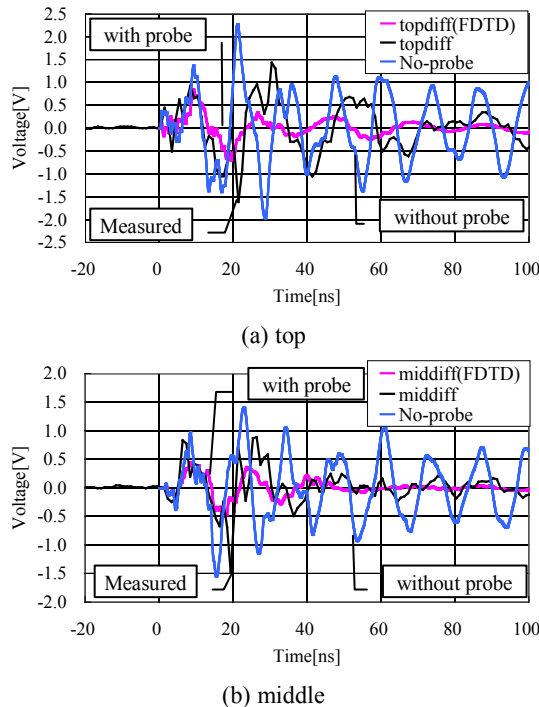 2.5
2.0
1.5
1.0
0.5
0.0
-0.5
-1.0
-1.5
-2.0
-2.5
Voltage[V]
with probe
topdiff(FDTD)
topdiff
No-probe
Measured
without probe
-20 0 20 40 60 80 100
Time[ns]
(a) top
2.0
1.5
1.0
0.5
0.0
-0.5
-1.0
-1.5
-2.0
Voltage[V]
with probe
middiff(FDTD)
middiff
No-probe
Measured
without probe
-20 0 20 40 60 80 100
Time[ns]
(b) middle